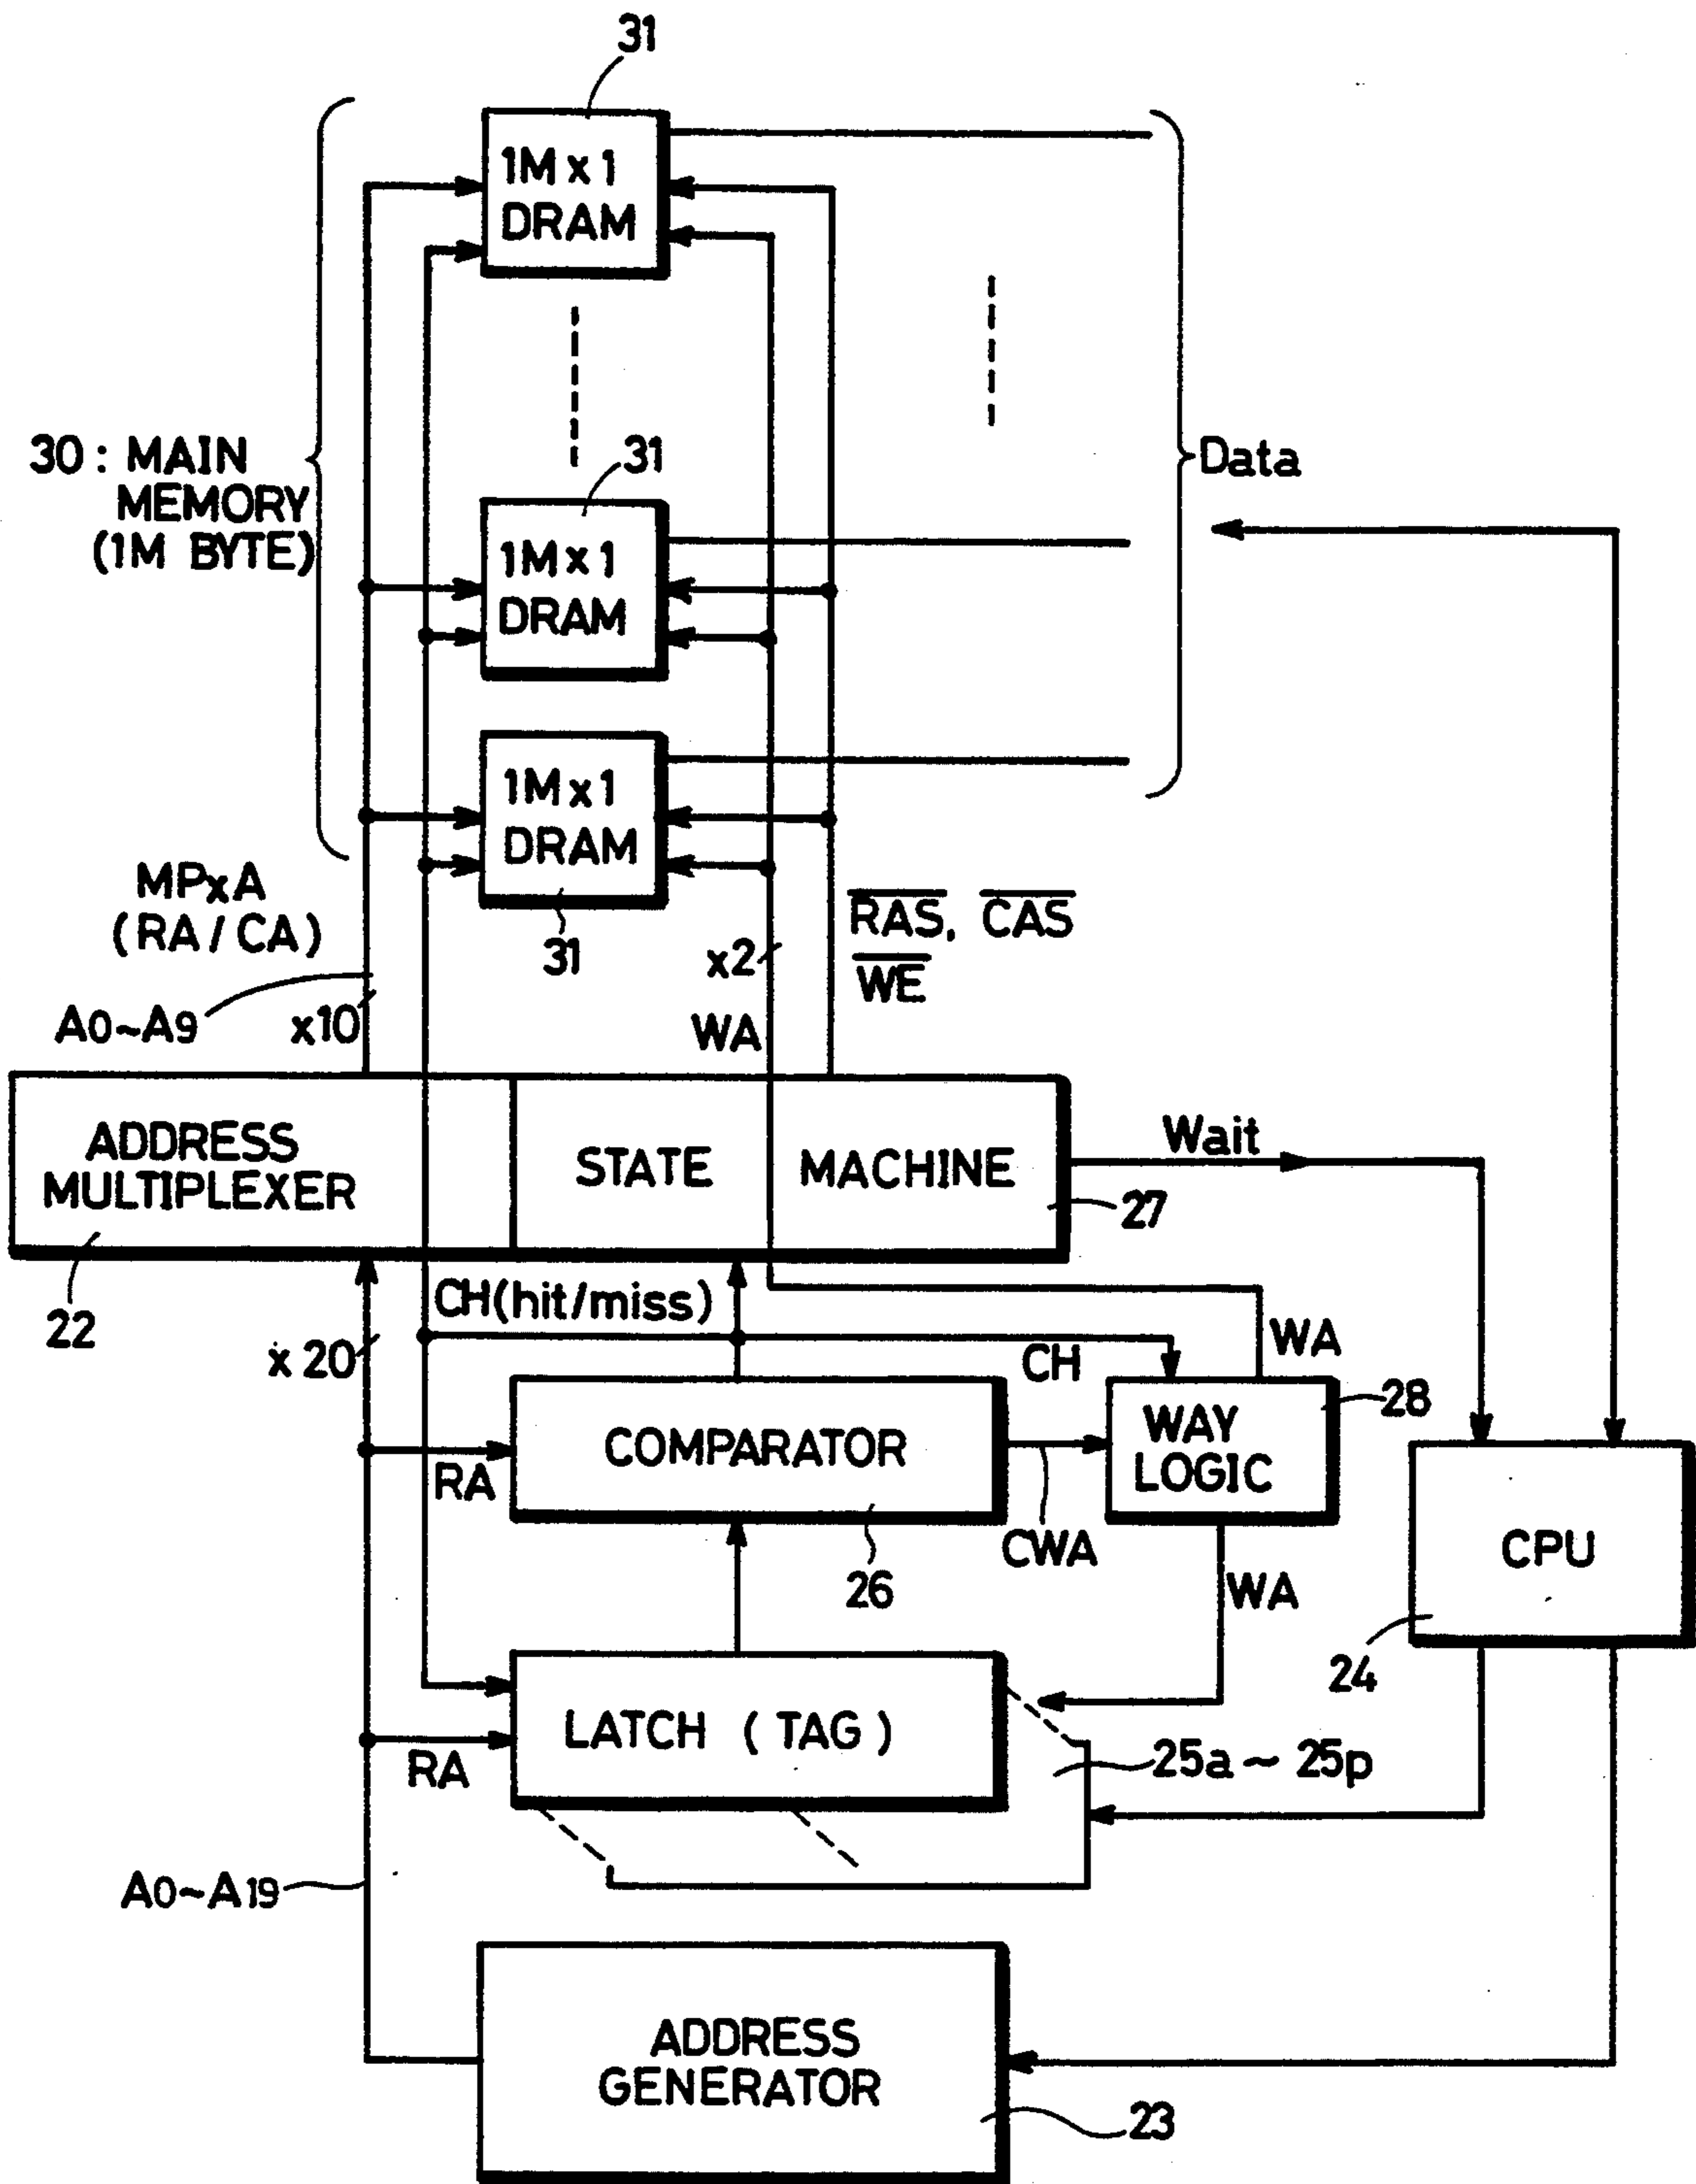 31
1M x 1
DRAM
30 : MAIN
MEMORY
(1M BYTE)
31
Data
1M x 1
DRAM
1M x 1
DRAM
MPxA
(RA / CA)
31
x2
RAS, CAS
WE
A0~A9
x10
WA
ADDRESS
MULTIPLEXER
STATE MACHINE
Wait
27
22
CH(hit/miss)
x 20
CH
WA
28
COMPARATOR
WAY
LOGIC
RA
CWA
CPU
26
WA
24
LATCH ( TAG )
RA
25a ~ 25p
A0~A19
ADDRESS
GENERATOR
23